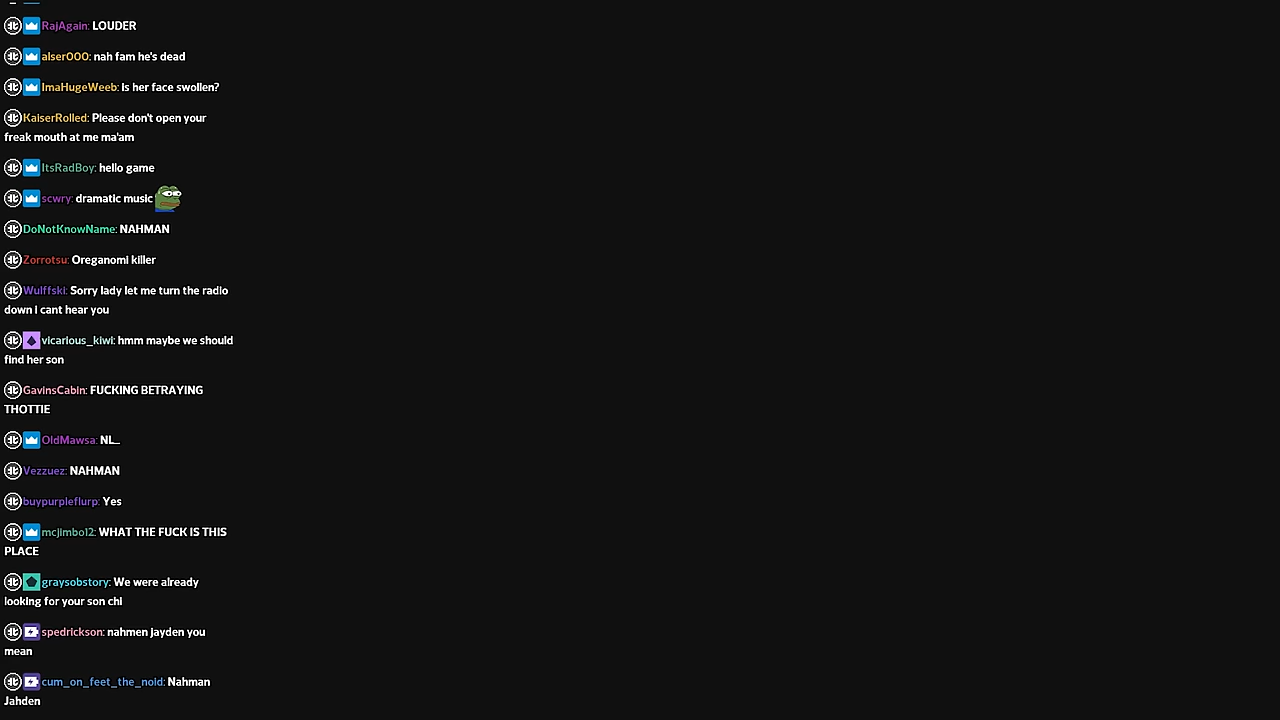 RajAgain: LOUDER
alser000: nah fam he's dead
ImaHugeWeeb: Is her face swollen?
KaiserRolled: Please don't open your
freak mouth at me ma'am
ItsRadBoy: hello game
scwry: dramatic music
DoNotKnowName: NAHMAN
Zorrotsu: Oreganomi killer
Wulffski: Sorry lady let me turn the radio
down I cant hear you
vicarious_kiwi: hmm maybe we should
find her son
GavinsCabin: FUCKING BETRAYING
THOTTIE
OldMawsa: NL_
Vezzuez: NAHMAN
buypurpleflurp: Yes
mcjimbo12: WHAT THE FUCK IS THIS
PLACE
graysobstory: We were already
looking for your son chi
spedrickson: nahmen jayden you
mean
cum_on_feet_the_nold: Nahman
Jahden